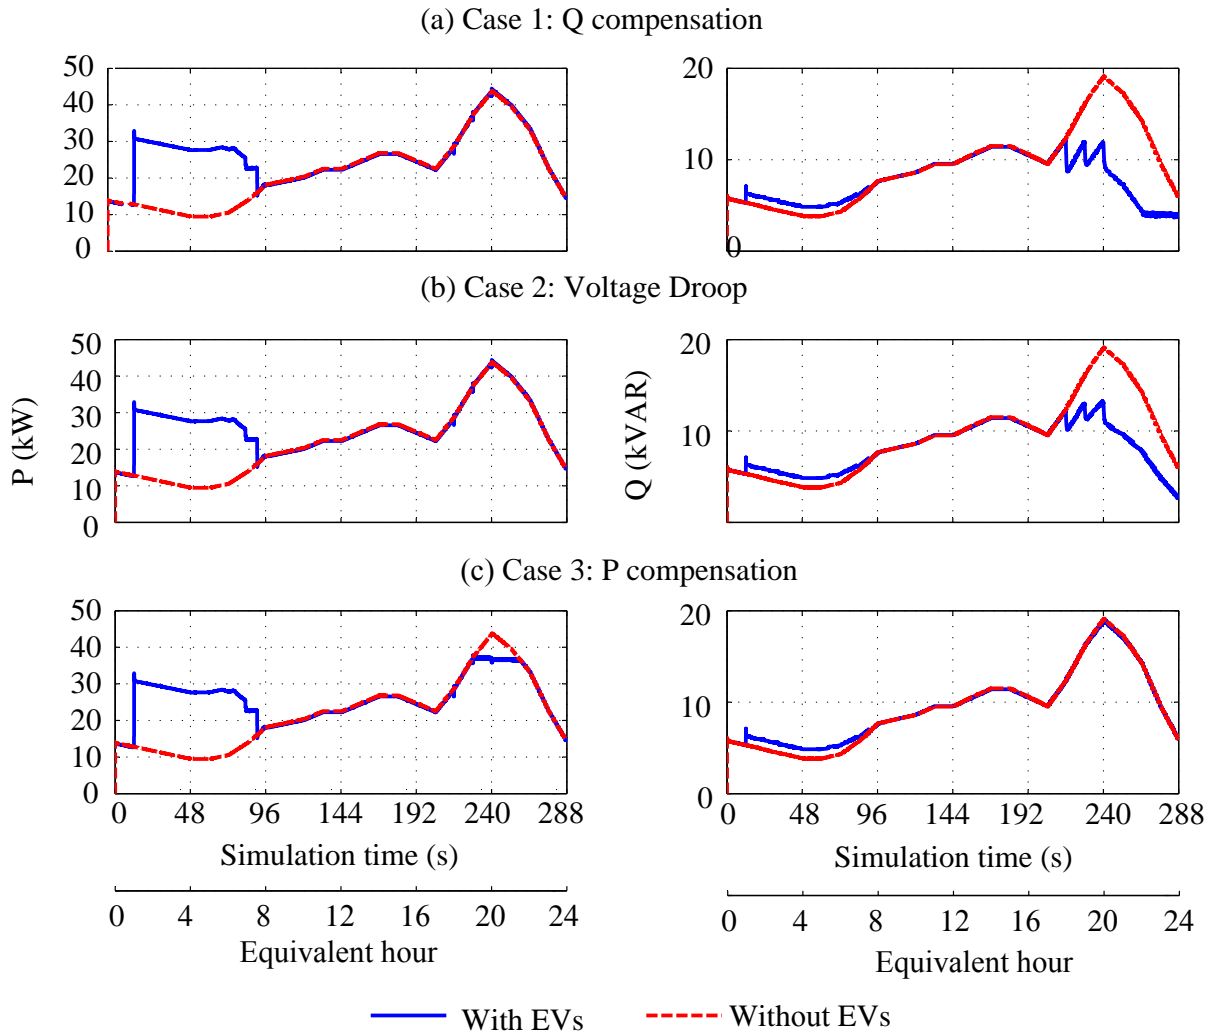 (a) Case 1: Q compensation
50
40
30
20
10
0
20
10
0
(b) Case 2: Voltage Droop
P (kW)
50
40
30
20
10
0
Q (kVAR)
20
10
(c) Case 3: P compensation
50
40
30
20
10
0
0 48 96 144 192 240 288
Simulation time (s)
0 4 8 12 16 20 24
Equivalent hour
20
10
0
0 48 96 144 192 240 288
Simulation time (s)
0 4 8 12 16 20 24
Equivalent hour
With EVs Without EVs